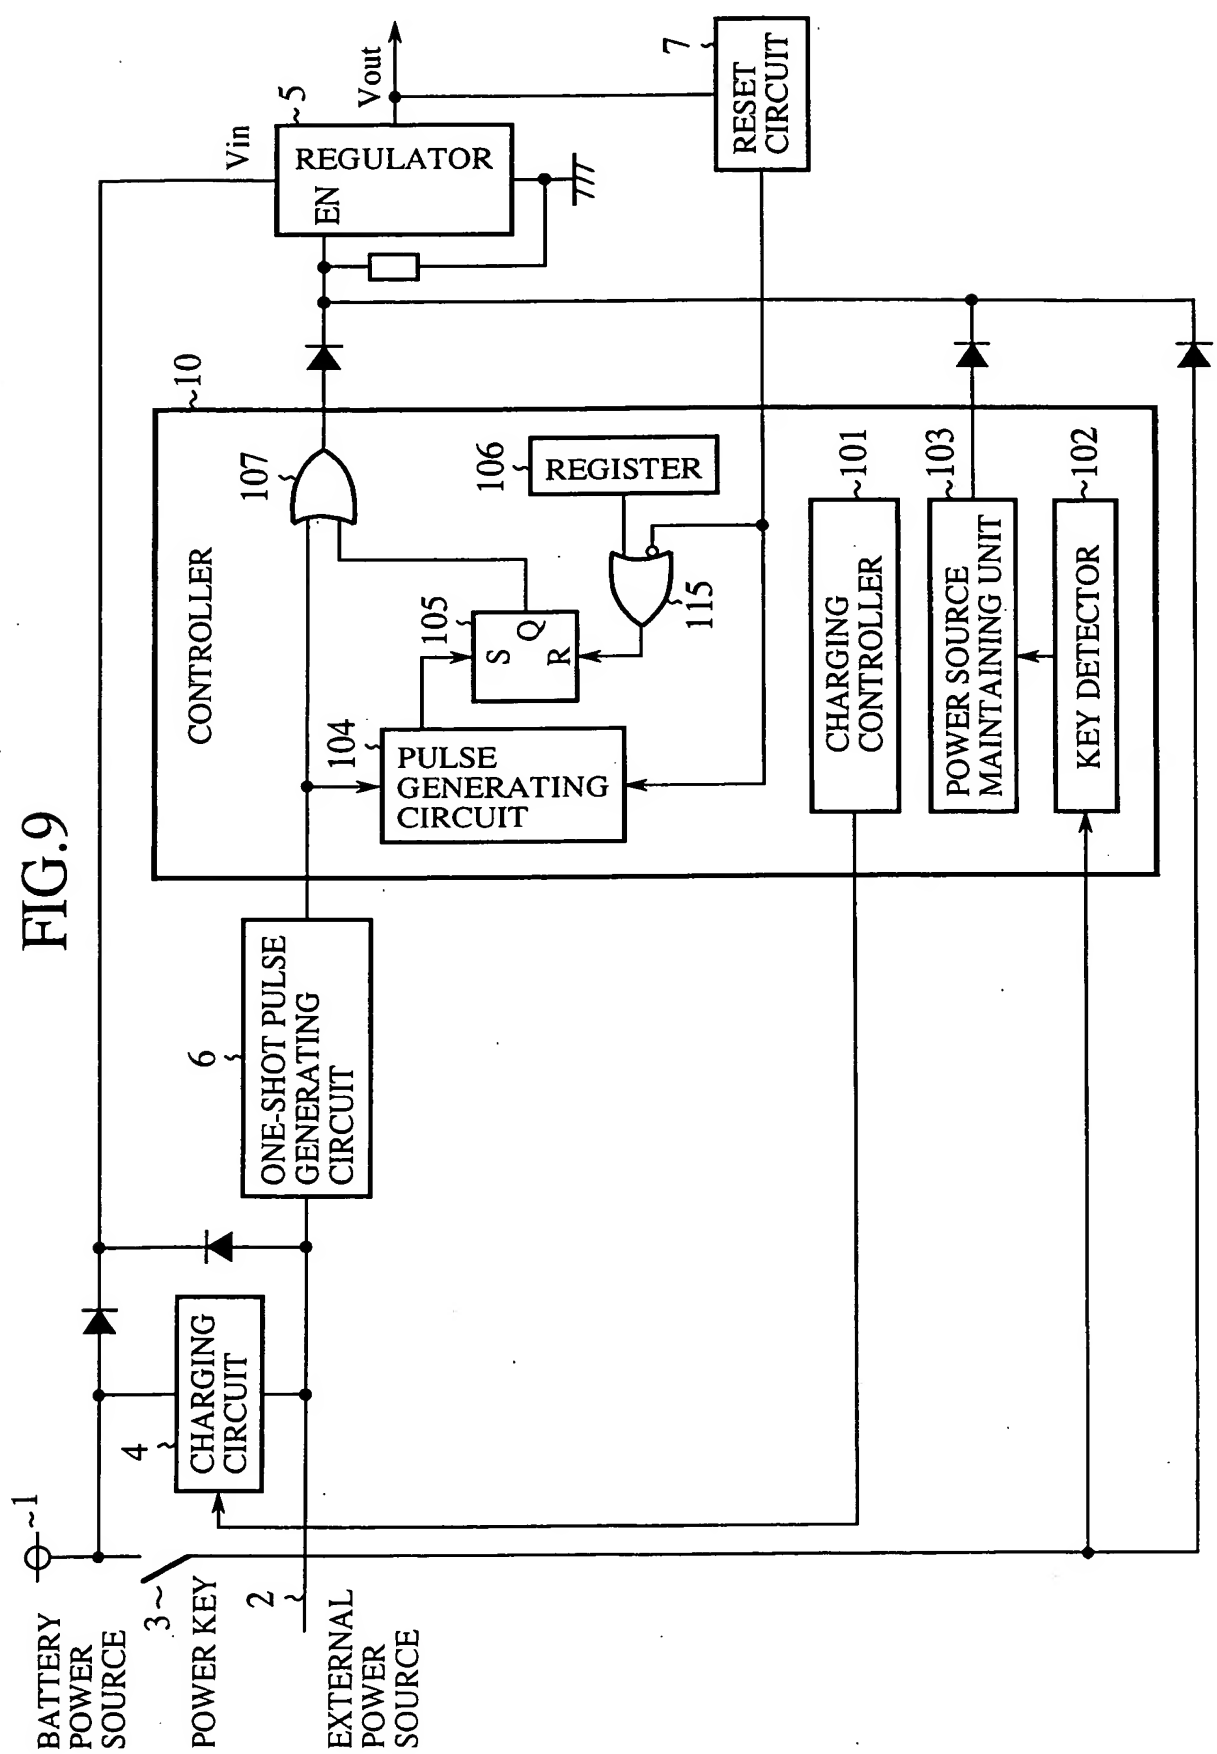 FIG.9
BATTERY
POWER
SOURCE
1
3
POWER KEY
2
EXTERNAL
POWER
SOURCE
4
CHARGING
CIRCUIT
6
ONE-SHOT PULSE
GENERATING
CIRCUIT
CONTROLLER
10
104
PULSE
GENERATING
CIRCUIT
105
S
Q
R
107
106
REGISTER
115
CHARGING
CONTROLLER
101
POWER SOURCE
MAINTAINING UNIT
103
KEY DETECTOR
102
Vin
5
REGULATOR
EN
Vout
7
RESET
CIRCUIT